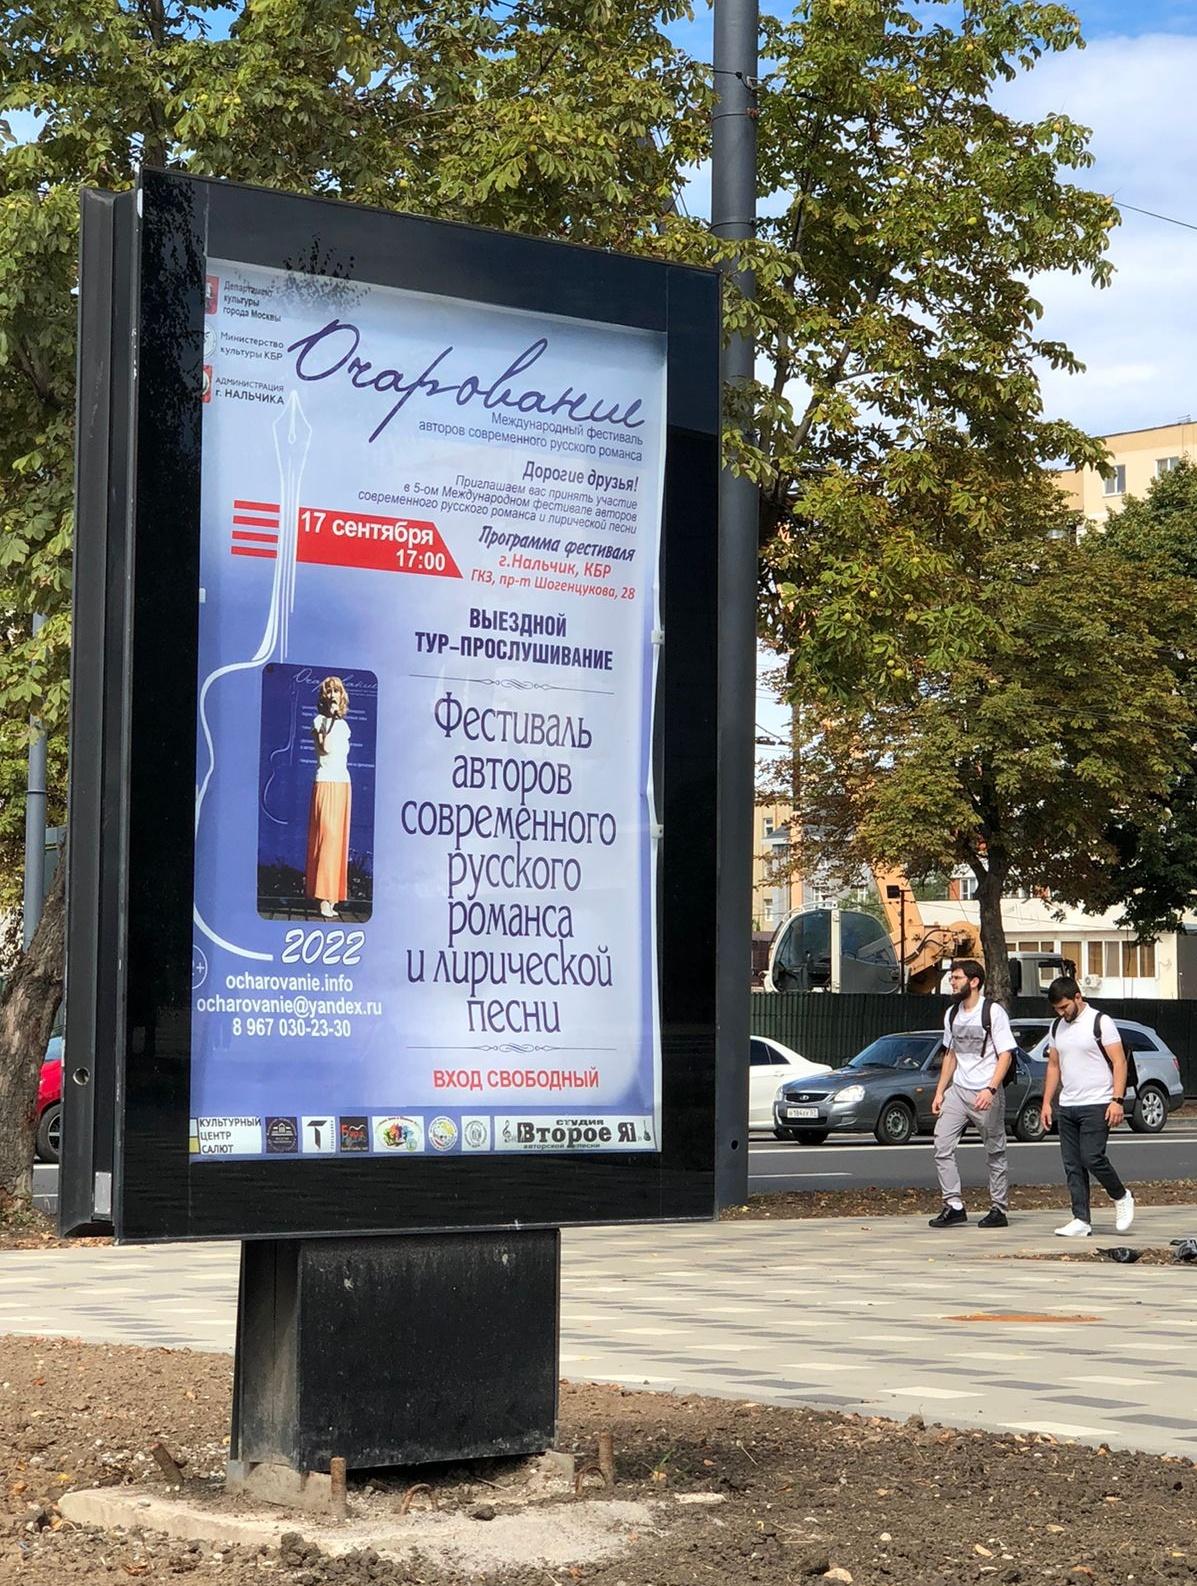 Департамент
культуры
города Москвы
Министерство
культуры КБР
АДМИНИСТРАЦИЯ
г. НАЛЬЧИКА
Очарование
Международный фестиваль
авторов современного русского романса
Дорогие друзья!
Приглашаем вас принять участие
в 5-ом Международном фестивале авторов
современного русского романса и лирической песни
17 сентября
17:00
Программа фестиваля
г.Нальчик, КБР
ГКЗ, пр-т Шогенцукова, 28
ВЫЕЗДНОЙ
ТУР-ПРОСЛУШИВАНИЕ
Фестиваль
авторов
современного
русского
романса
и лирической
песни
Очарование
2022
ocharovanie.info
ocharovanie@yandex.ru
8 967 030-23-30
ВХОД СВОБОДНЫЙ
КУЛЬТУРНЫЙ
ЦЕНТР
САЛЮТ
СТУДИЯ
Второе Я
авторской песни